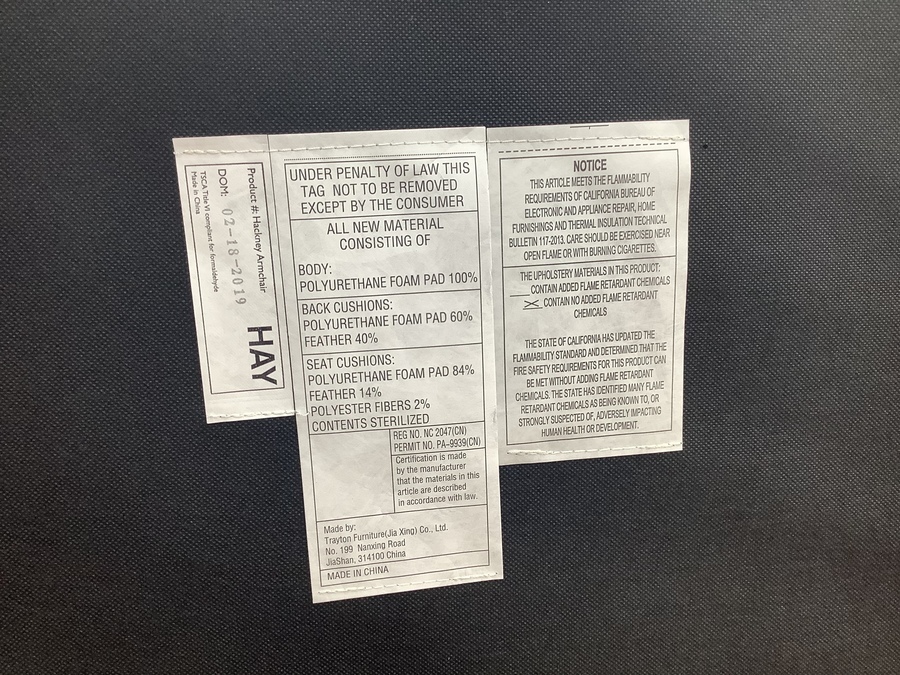 Product #: Hackney Armchair
DOM: 02-18-2019
TSCA Title VI compliant for formaldehyde
Made in China
HAY
UNDER PENALTY OF LAW THIS
TAG NOT TO BE REMOVED
EXCEPT BY THE CONSUMER
ALL NEW MATERIAL
CONSISTING OF
BODY:
POLYURETHANE FOAM PAD 100%
BACK CUSHIONS:
POLYURETHANE FOAM PAD 60%
FEATHER 40%
SEAT CUSHIONS:
POLYURETHANE FOAM PAD 84%
FEATHER 14%
POLYESTER FIBERS 2%
CONTENTS STERILIZED
REG NO. NC 2047(CN)
PERMIT NO. PA-9939(CN)
Certification is made
by the manufacturer
that the materials in this
article are described
in accordance with law.
Made by:
Trayton Furniture(Jia Xing) Co., Ltd.
No. 199 Nanxing Road
JiaShan, 314100 China
MADE IN CHINA
NOTICE
THIS ARTICLE MEETS THE FLAMMABILITY
REQUIREMENTS OF CALIFORNIA BUREAU OF
ELECTRONIC AND APPLIANCE REPAIR, HOME
FURNISHINGS AND THERMAL INSULATION TECHNICAL
BULLETIN 117-2013. CARE SHOULD BE EXERCISED NEAR
OPEN FLAME OR WITH BURNING CIGARETTES.
THE UPHOLSTERY MATERIALS IN THIS PRODUCT:
CONTAIN ADDED FLAME RETARDANT CHEMICALS
X CONTAIN NO ADDED FLAME RETARDANT
CHEMICALS
THE STATE OF CALIFORNIA HAS UPDATED THE
FLAMMABILITY STANDARD AND DETERMINED THAT THE
FIRE SAFETY REQUIREMENTS FOR THIS PRODUCT CAN
BE MET WITHOUT ADDING FLAME RETARDANT
CHEMICALS. THE STATE HAS IDENTIFIED MANY FLAME
RETARDANT CHEMICALS AS BEING KNOWN TO, OR
STRONGLY SUSPECTED OF, ADVERSELY IMPACTING
HUMAN HEALTH OR DEVELOPMENT.